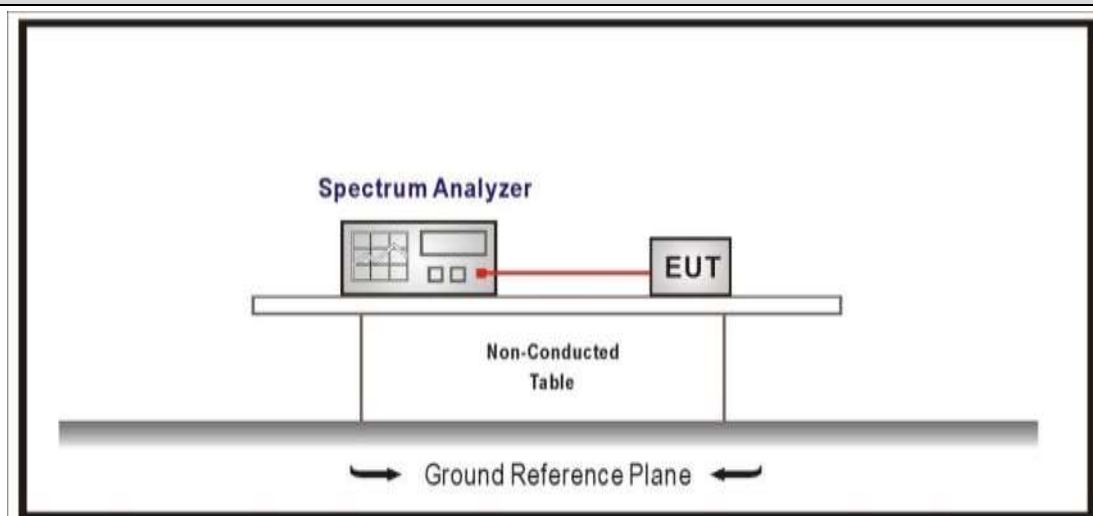 Spectrum Analyzer
EUT
Non-Conducted
Table
Ground Reference Plane